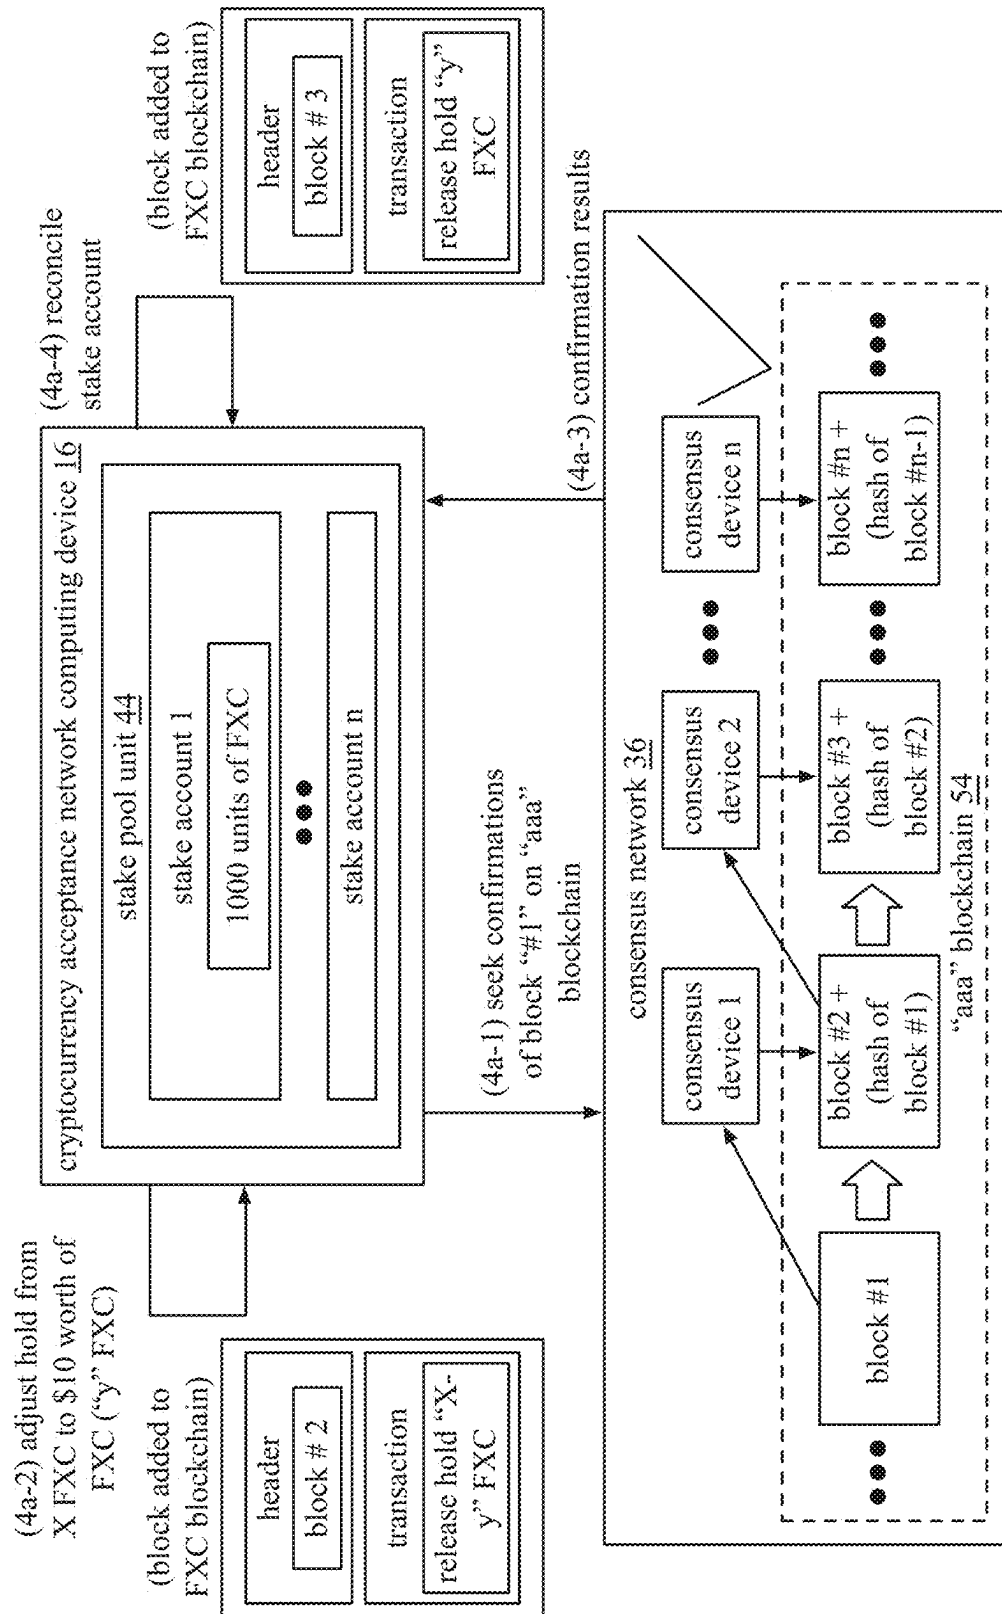 (4a-2) adjust hold from
X FXC to $10 worth of
FXC (“y” FXC)
(block added to
FXC blockchain)
header
block # 2
transaction
release hold “X-
y” FXC
cryptocurrency acceptance network computing device 16
stake pool unit 44
stake account 1
1000 units of FXC
stake account n
(4a-4) reconcile
stake account
(block added to
FXC blockchain)
header
block # 3
transaction
release hold “y”
FXC
(4a-1) seek confirmations
of block “#1” on “aaa”
blockchain
(4a-3) confirmation results
consensus network 36
consensus
device 1
consensus
device 2
consensus
device n
block #1
block #2 +
(hash of
block #1)
block #3 +
(hash of
block #2)
block #n +
(hash of
block #n-1)
“aaa” blockchain 54